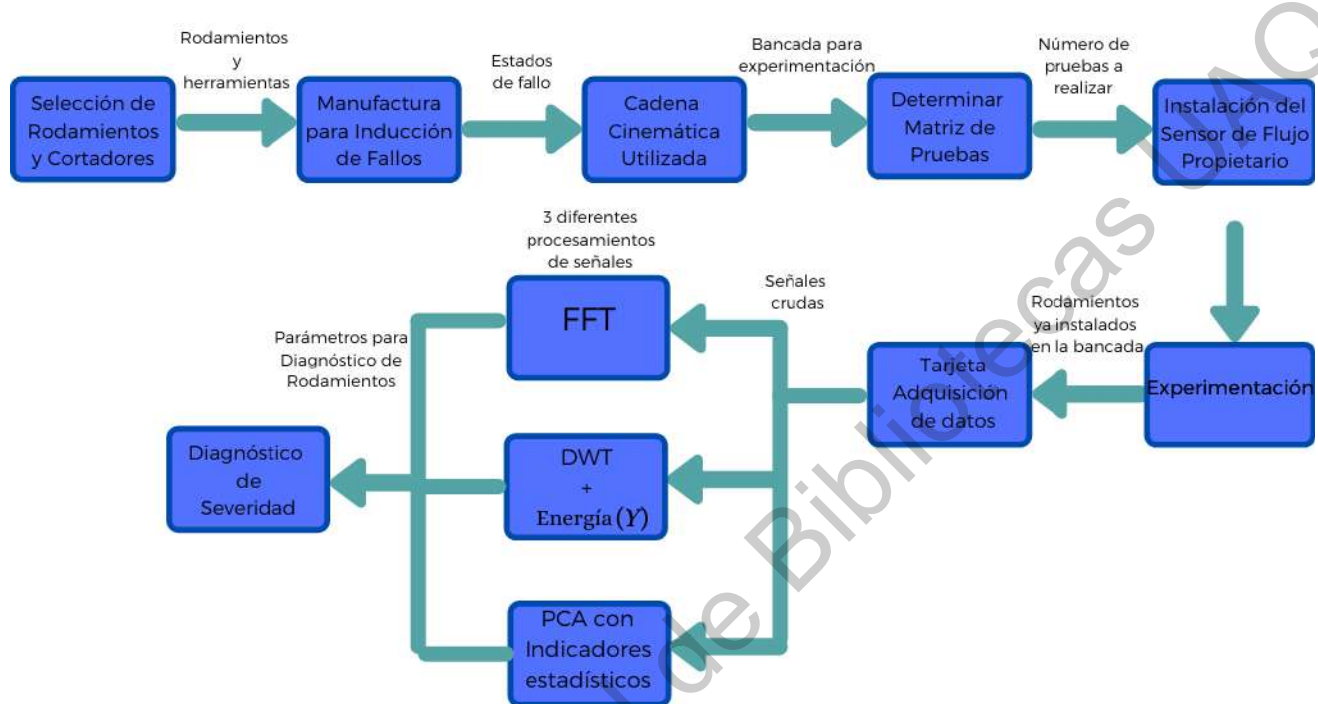 Rodamientos
y
herramientas
Estados
de fallo
Bancada para
experimentación
Número de
pruebas a
realizar
Selección de
Rodamientos
y Cortadores
Manufactura
para Inducción
de Fallos
Cadena
Cinemática
Utilizada
Determinar
Matriz de
Pruebas
Instalación del
Sensor de Flujo
Propietario
3 diferentes
procesamientos
de señales
Señales
crudas
Rodamientos
ya instalados
en la bancada
Experimentación
Tarjeta
Adquisición
de datos
FFT
DWT
+
Energía (Y)
PCA con
Indicadores
estadísticos
Parámetros para
Diagnóstico de
Rodamientos
Diagnóstico
de
Severidad
de Bibliotecas UAQ